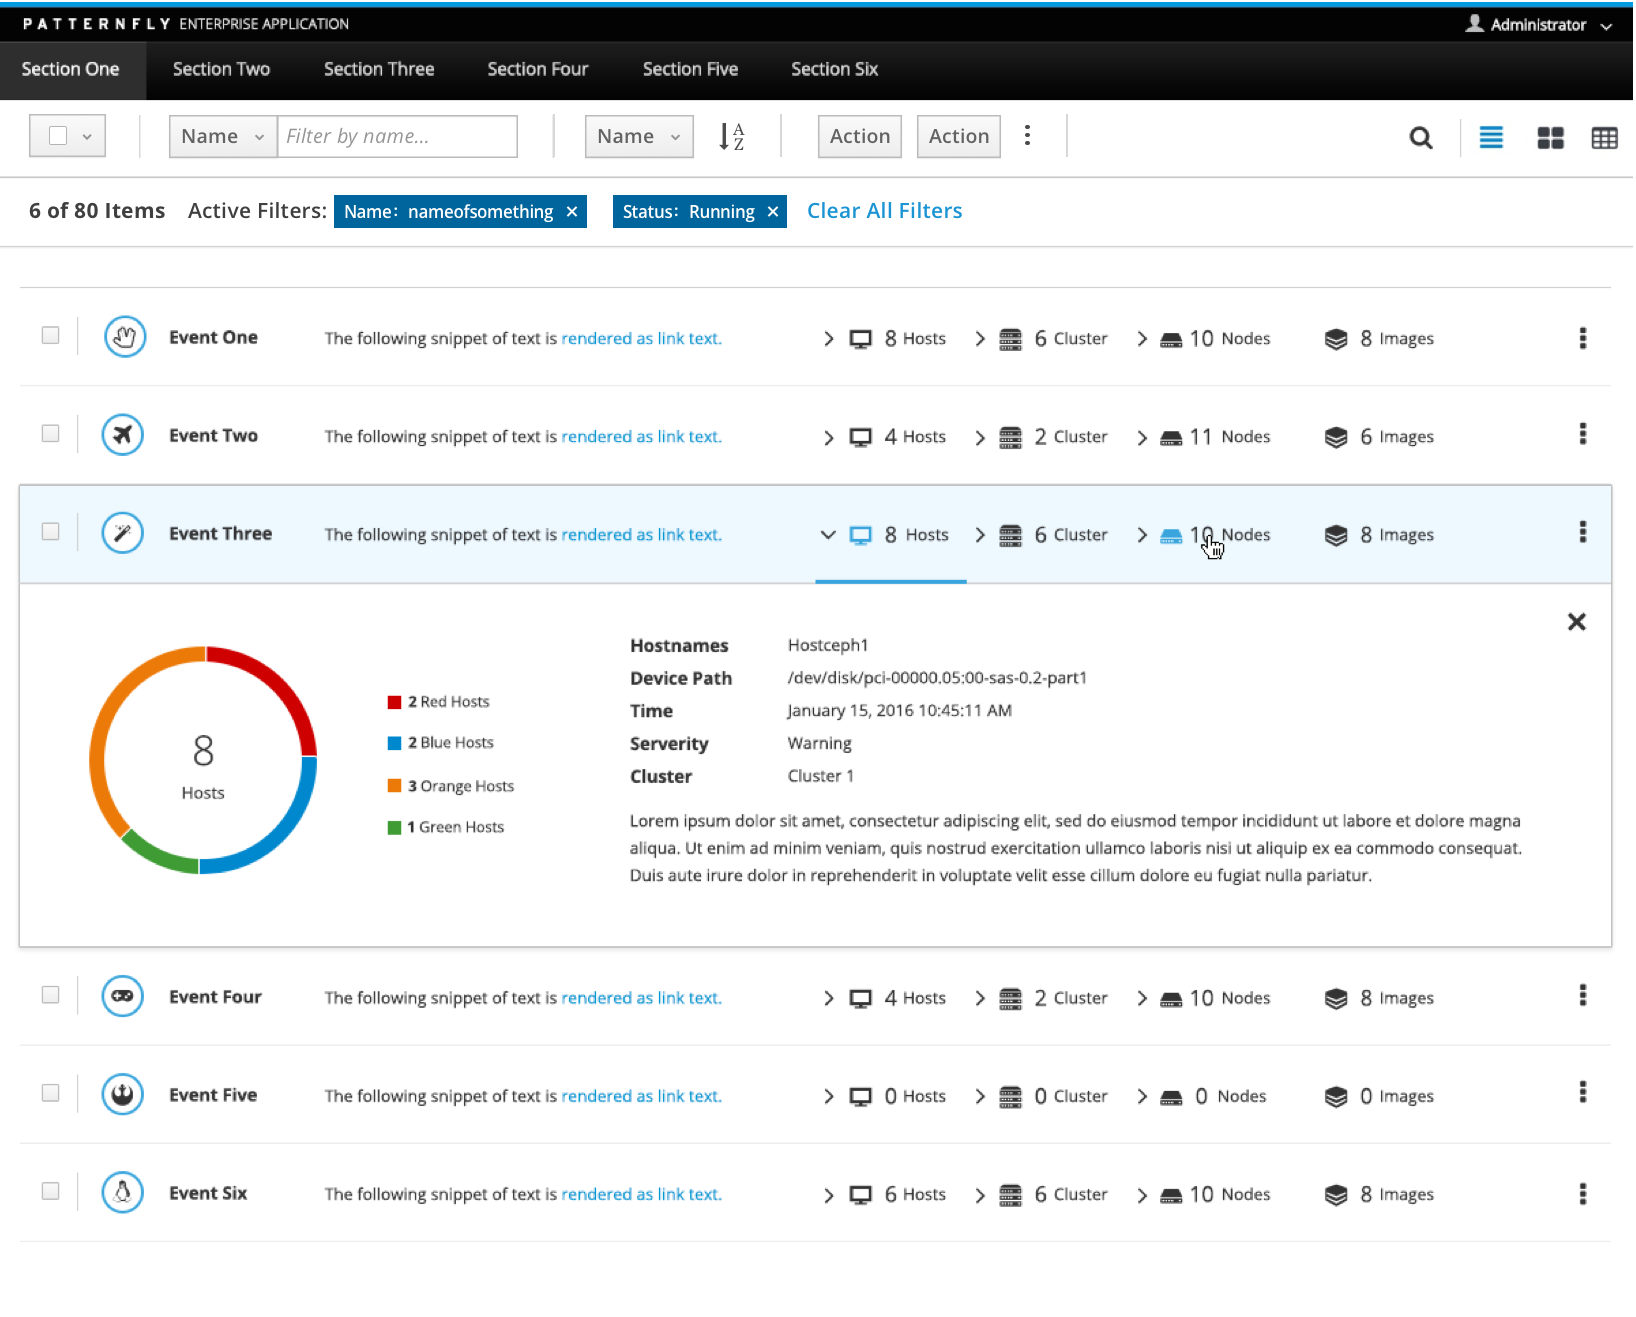 PATTERNFLY ENTERPRISE APPLICATION Administrator
Section One Section Two Section Three Section Four Section Five Section Six
Name Filter by name... Name A Z Action Action
6 of 80 Items Active Filters: Name: nameofsomething × Status: Running × Clear All Filters
Event One The following snippet of text is rendered as link text. 8 Hosts 6 Cluster 10 Nodes 8 Images
Event Two The following snippet of text is rendered as link text. 4 Hosts 2 Cluster 11 Nodes 6 Images
Event Three The following snippet of text is rendered as link text. 8 Hosts 6 Cluster 10 Nodes 8 Images
8
Hosts
2 Red Hosts
2 Blue Hosts
3 Orange Hosts
1 Green Hosts
Hostnames Hostceph1
Device Path /dev/disk/pci-00000.05:00-sas-0.2-part1
Time January 15, 2016 10:45:11 AM
Serverity Warning
Cluster Cluster 1
Lorem ipsum dolor sit amet, consectetur adipiscing elit, sed do eiusmod tempor incididunt ut labore et dolore magna
aliqua. Ut enim ad minim veniam, quis nostrud exercitation ullamco laboris nisi ut aliquip ex ea commodo consequat.
Duis aute irure dolor in reprehenderit in voluptate velit esse cillum dolore eu fugiat nulla pariatur.
Event Four The following snippet of text is rendered as link text. 4 Hosts 2 Cluster 10 Nodes 8 Images
Event Five The following snippet of text is rendered as link text. 0 Hosts 0 Cluster 0 Nodes 0 Images
Event Six The following snippet of text is rendered as link text. 6 Hosts 6 Cluster 10 Nodes 8 Images